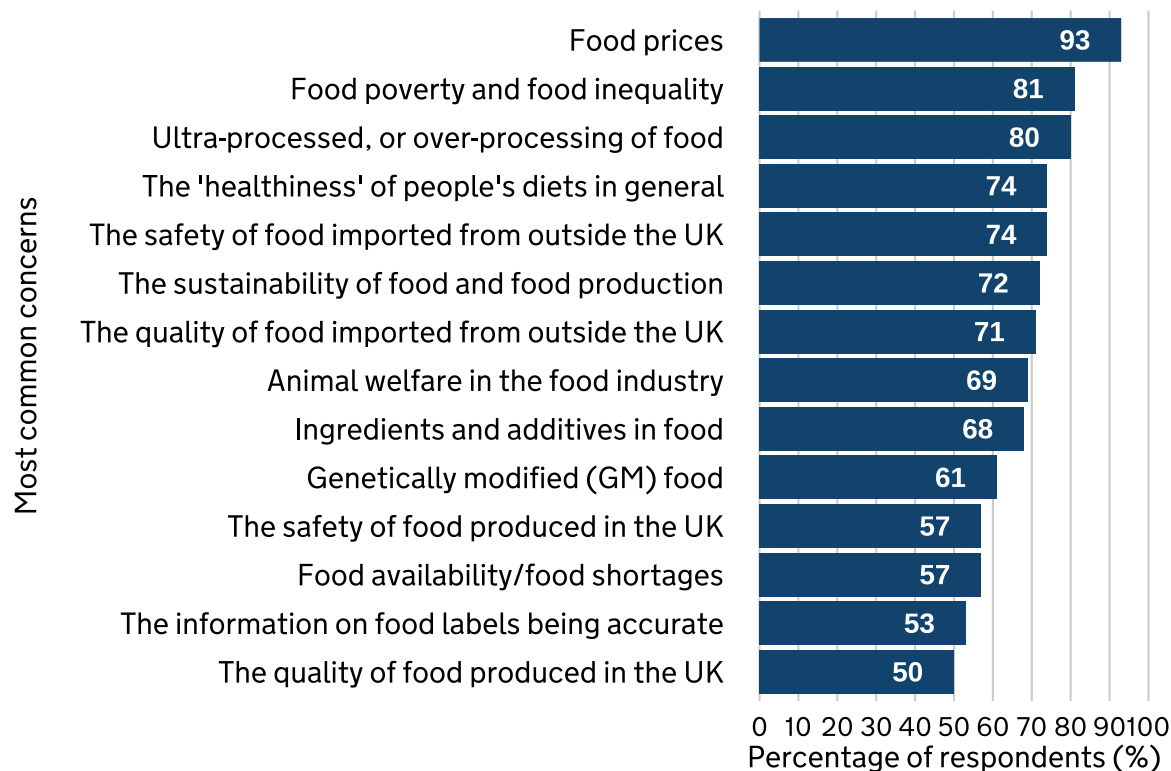 Most common concerns
Food prices 93
Food poverty and food inequality 81
Ultra-processed, or over-processing of food 80
The 'healthiness' of people's diets in general 74
The safety of food imported from outside the UK 74
The sustainability of food and food production 72
The quality of food imported from outside the UK 71
Animal welfare in the food industry 69
Ingredients and additives in food 68
Genetically modified (GM) food 61
The safety of food produced in the UK 57
Food availability/food shortages 57
The information on food labels being accurate 53
The quality of food produced in the UK 50
0 10 20 30 40 50 60 70 80 90 100
Percentage of respondents (%)